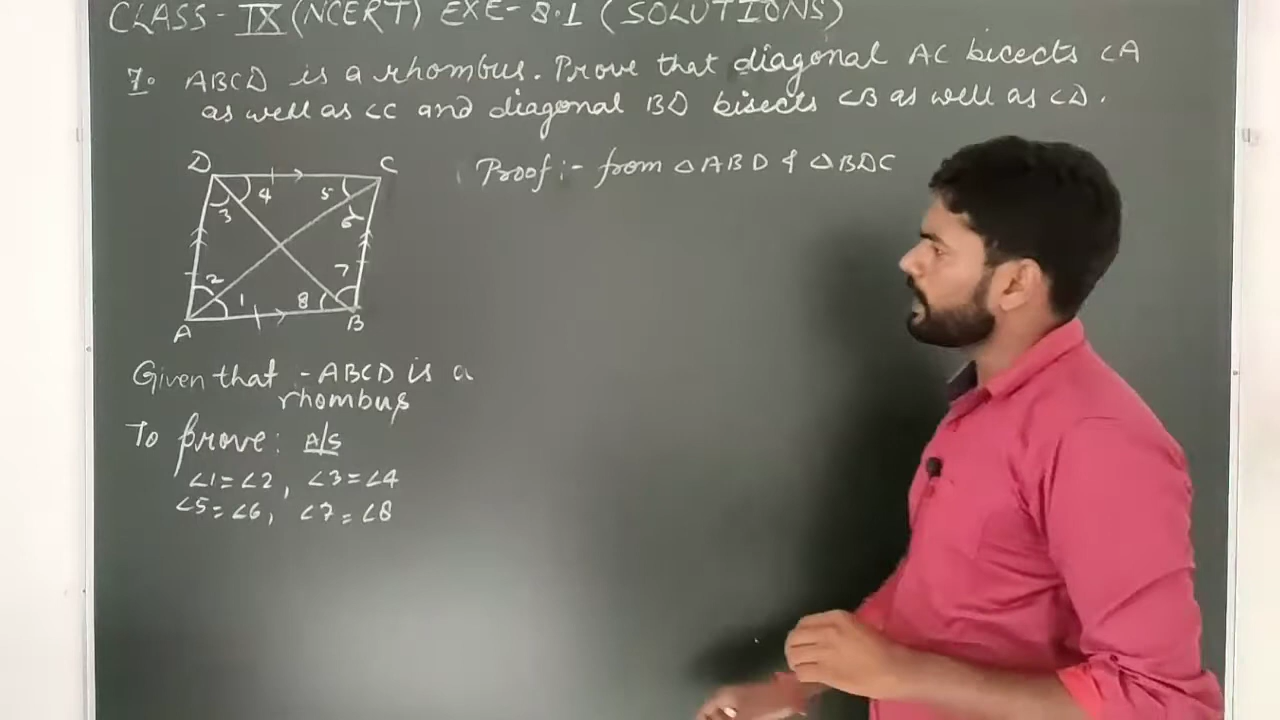 CLASS - IX (NCERT) EXE- 8.1 (SOLUTIONS)
7. ABCD is a rhombus. Prove that diagonal AC bicects ∠A
as well as ∠C and diagonal BD bisects ∠B as well as ∠D.
Proof :- from △ABD & △BDC
D C
4 5
3 6
2 7
1 8
A B
Given that - ABCD is a
rhombus
To prove: A/S
∠1=∠2, ∠3=∠4
∠5=∠6, ∠7=∠8